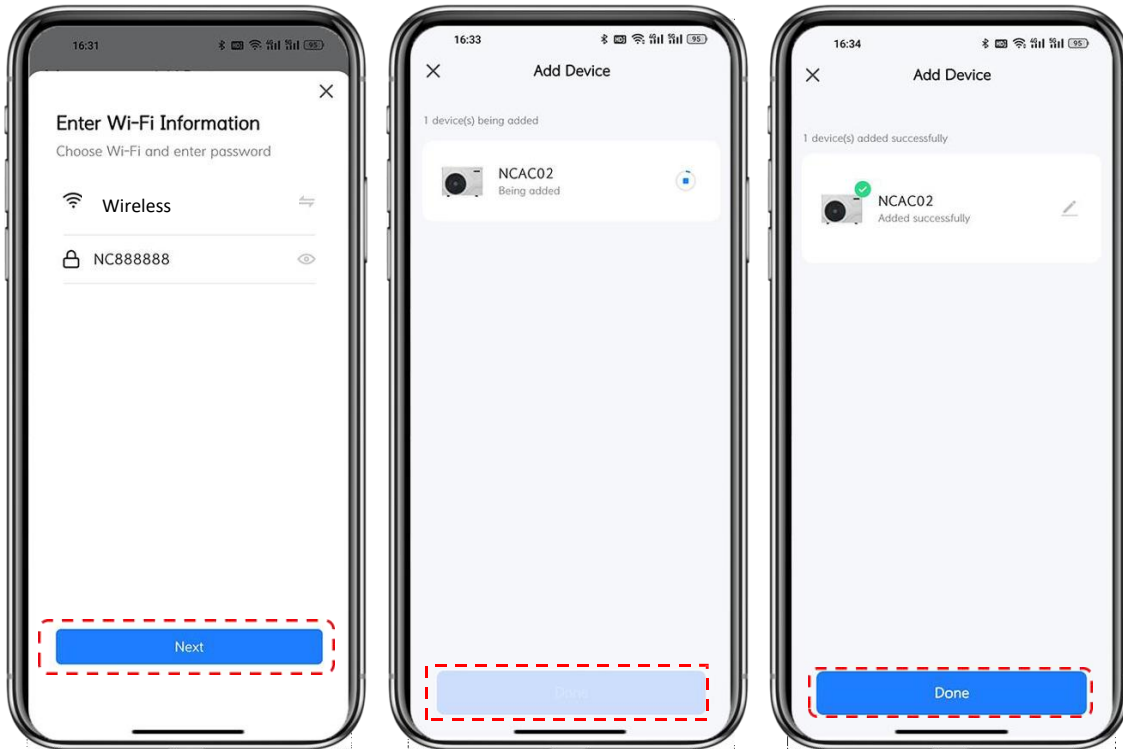 16:31
95
Enter Wi-Fi Information
Choose Wi-Fi and enter password
Wireless
NC888888
Next
16:33
95
Add Device
1 device(s) being added
NCAC02
Being added
Done
16:34
95
Add Device
1 device(s) added successfully
NCAC02
Added successfully
Done